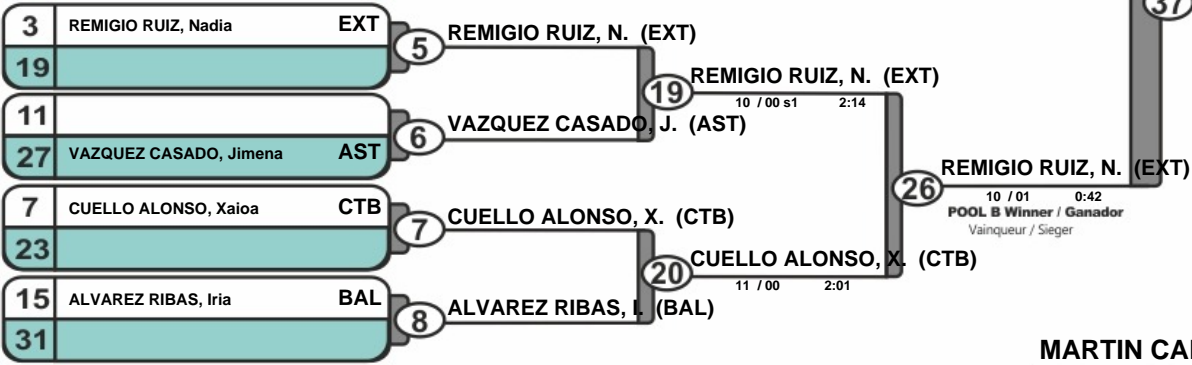 37
3 REMIGIO RUIZ, Nadia EXT
19
5 REMIGIO RUIZ, N. (EXT)
11
27 VAZQUEZ CASADO, Jimena AST
6 VAZQUEZ CASADO, J. (AST)
19 REMIGIO RUIZ, N. (EXT)
10 / 00 s1 2:14
7 CUELLO ALONSO, Xaioa CTB
23
7 CUELLO ALONSO, X. (CTB)
15 ALVAREZ RIBAS, Iria BAL
31
8 ALVAREZ RIBAS, I. (BAL)
20 CUELLO ALONSO, X. (CTB)
11 / 00 2:01
26 REMIGIO RUIZ, N. (EXT)
10 / 01 0:42
POOL B Winner / Ganador
Vainqueur / Sieger
MARTIN